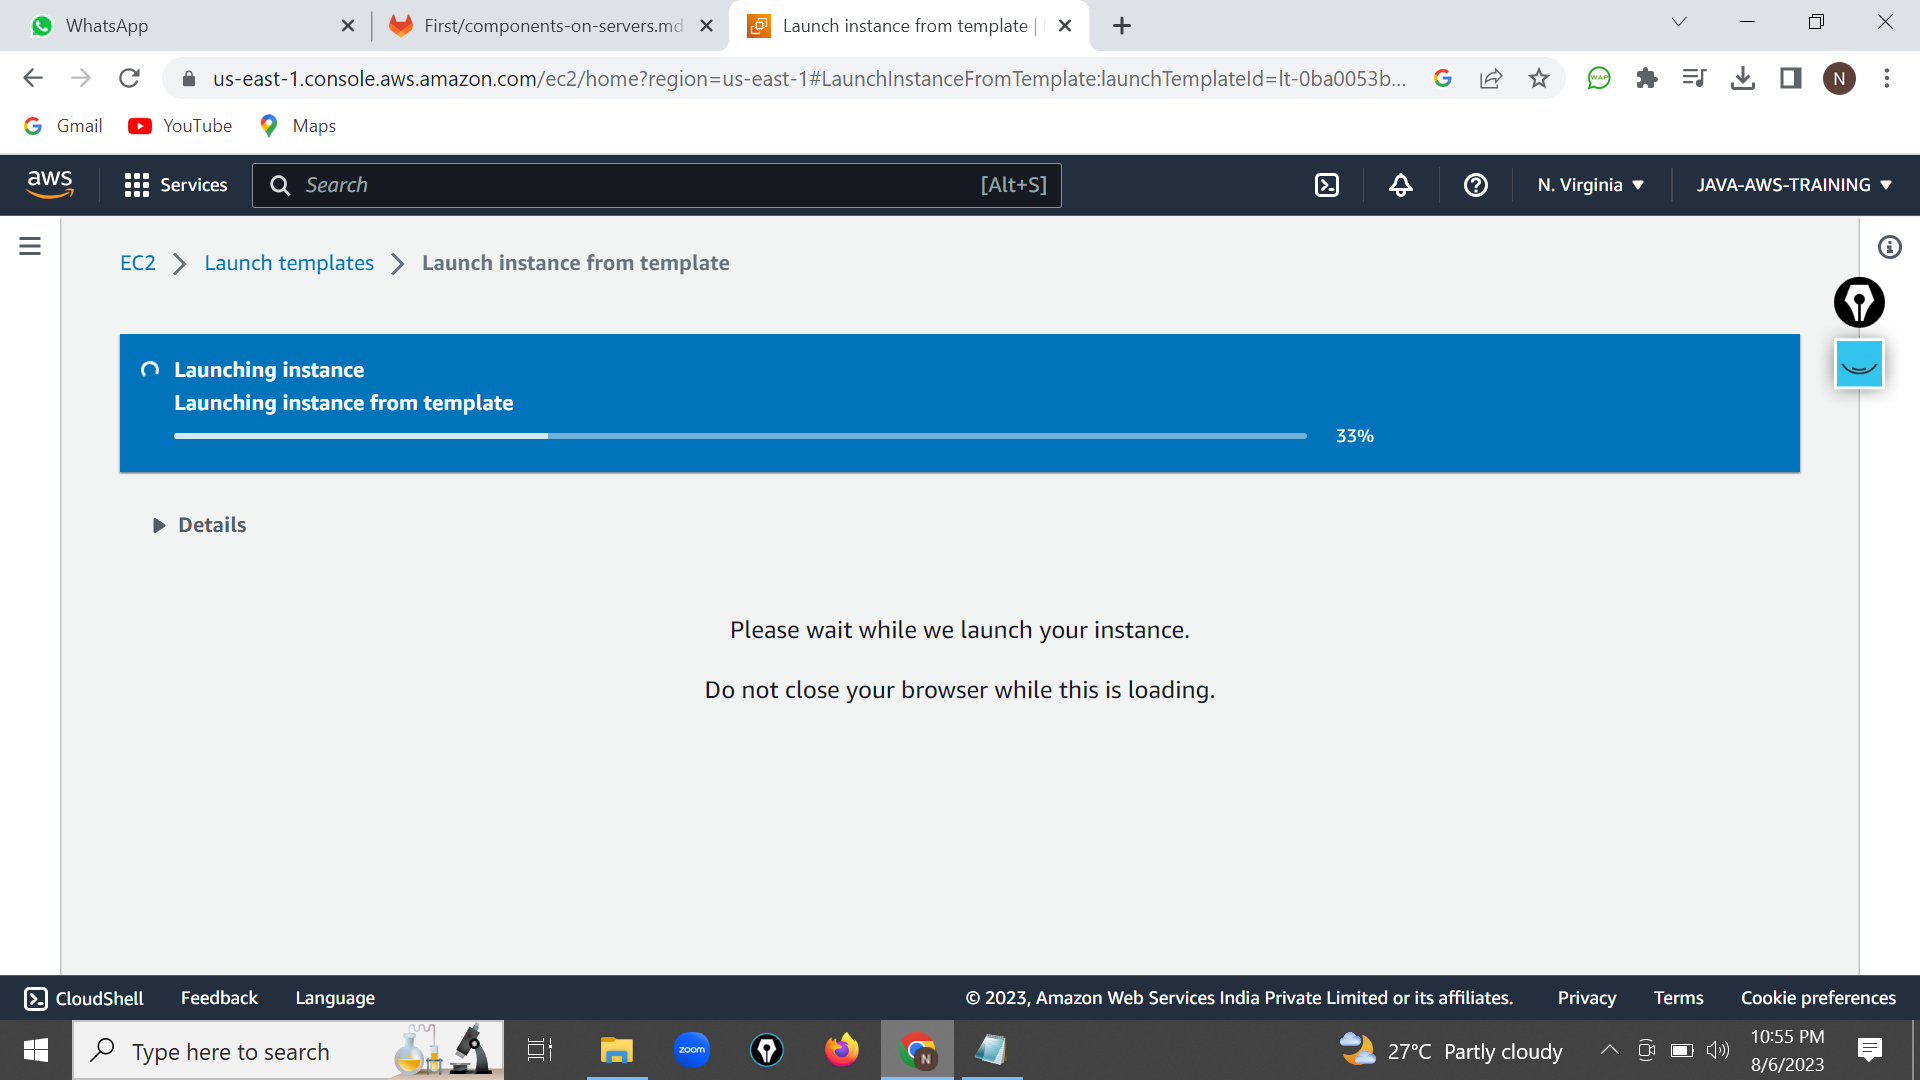 WhatsApp
First/components-on-servers.md
Launch instance from template |
us-east-1.console.aws.amazon.com/ec2/home?region=us-east-1#LaunchInstanceFromTemplate:launchTemplateId=lt-0ba0053b...
WAP
N
Gmail
YouTube
Maps
aws
Services
Search
[Alt+S]
N. Virginia
JAVA-AWS-TRAINING
EC2
Launch templates
Launch instance from template
Launching instance
Launching instance from template
33%
Details
Please wait while we launch your instance.
Do not close your browser while this is loading.
CloudShell
Feedback
Language
© 2023, Amazon Web Services India Private Limited or its affiliates.
Privacy
Terms
Cookie preferences
Type here to search
zoom
N
27°C Partly cloudy
10:55 PM
8/6/2023